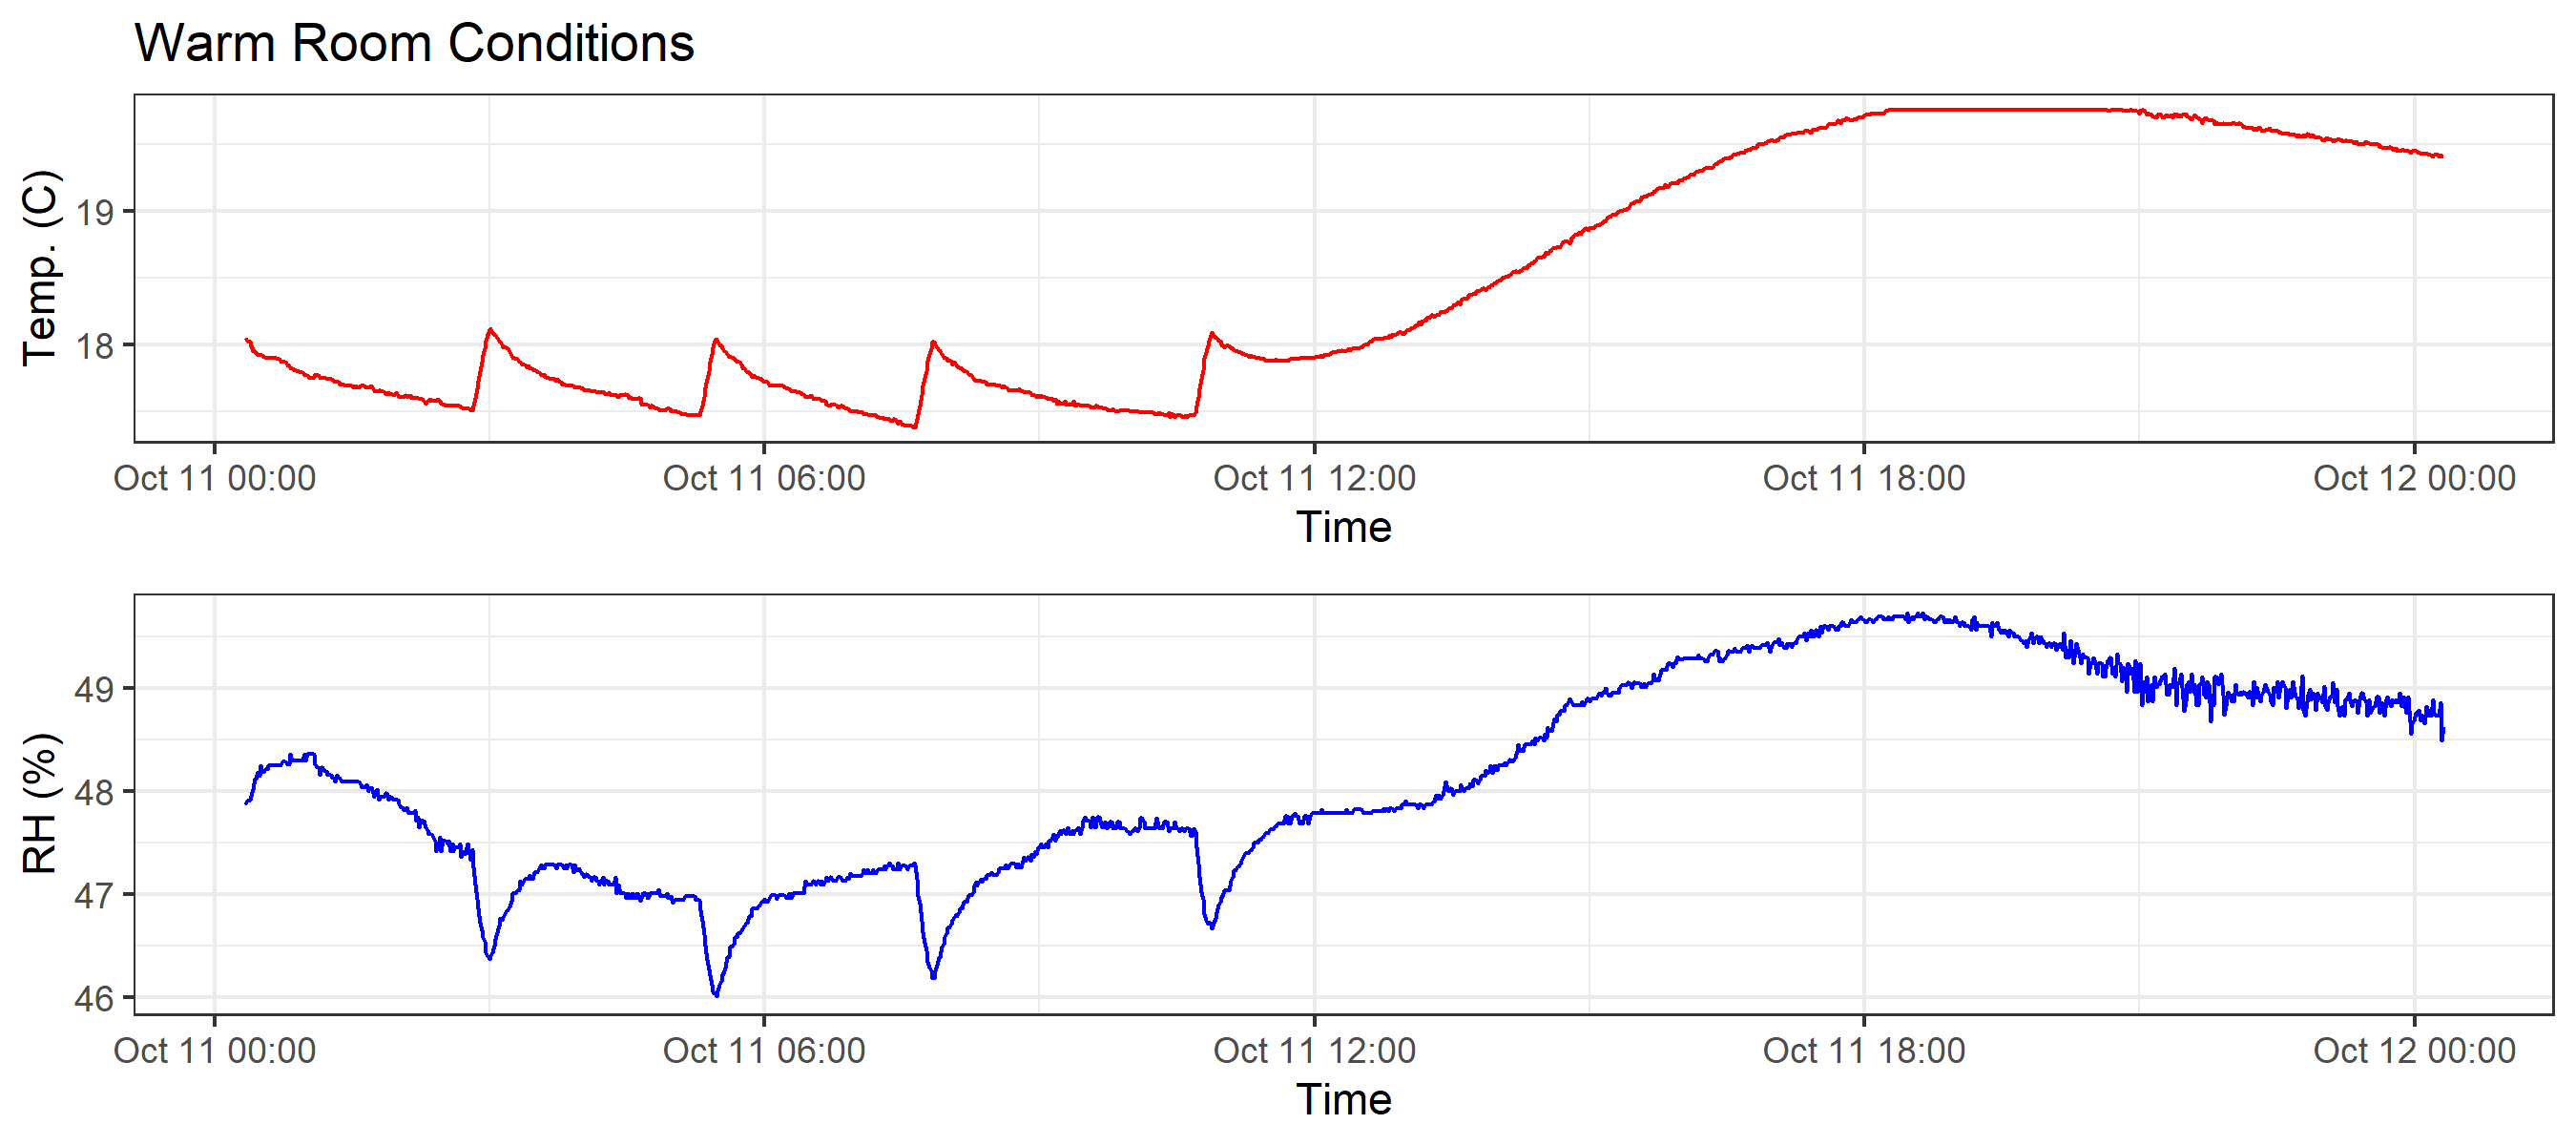 Warm Room Conditions
Temp. (C)
19
18
Oct 11 00:00 Oct 11 06:00 Oct 11 12:00 Oct 11 18:00 Oct 12 00:00
Time
RH (%)
49
48
47
46
Oct 11 00:00 Oct 11 06:00 Oct 11 12:00 Oct 11 18:00 Oct 12 00:00
Time